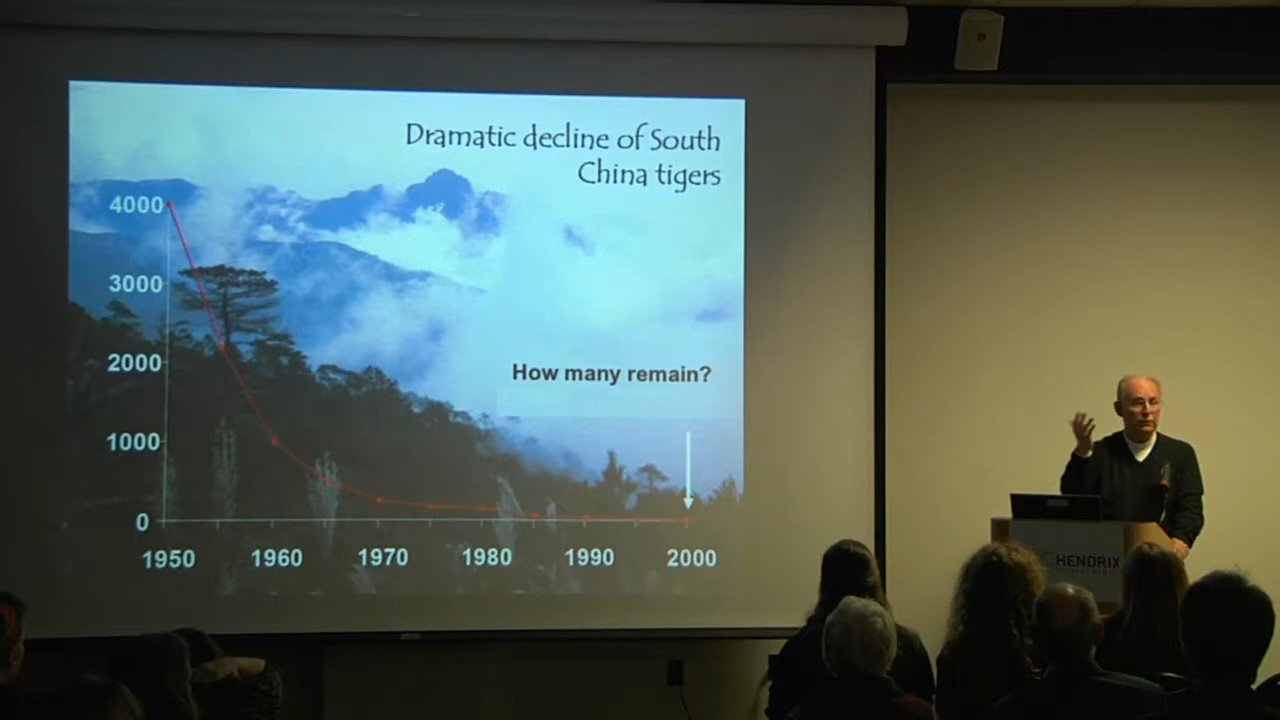 Dramatic decline of South
China tigers
4000
3000
2000
1000
0
How many remain?
1950 1960 1970 1980 1990 2000
HENDRIX